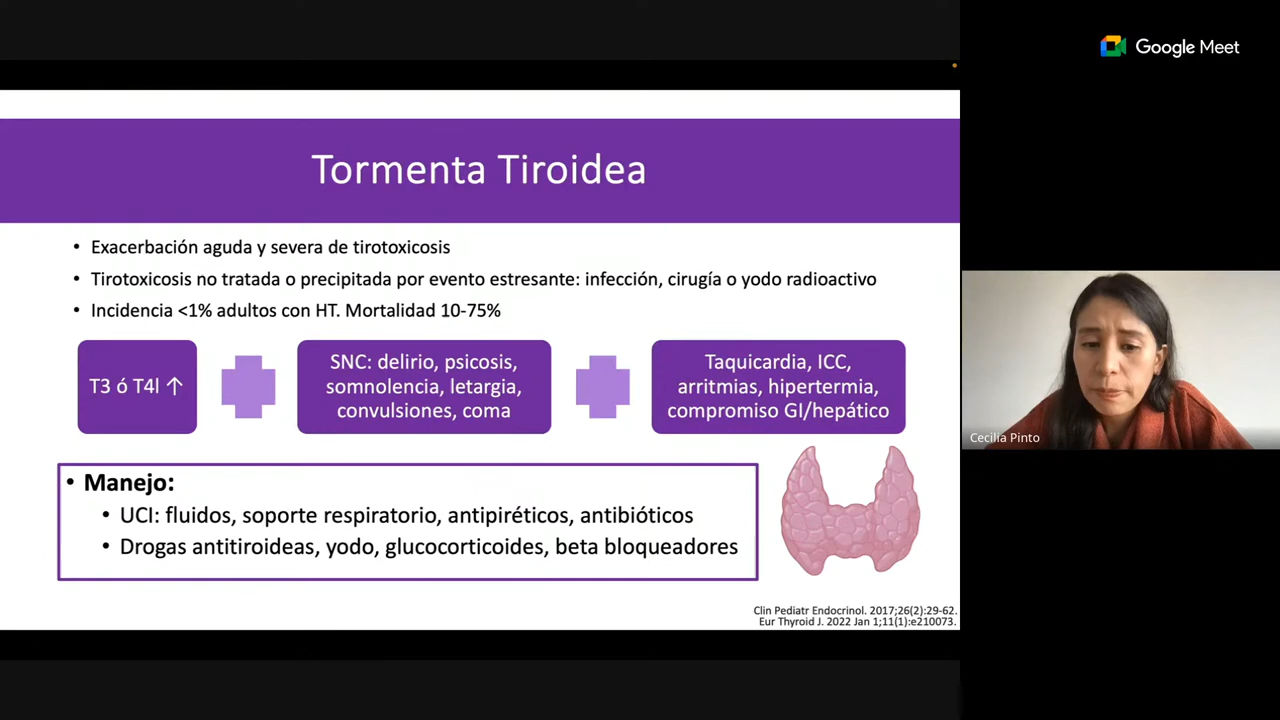 Google Meet
Tormenta Tiroidea
• Exacerbación aguda y severa de tirotoxicosis
• Tirotoxicosis no tratada o precipitada por evento estresante: infección, cirugía o yodo radioactivo
• Incidencia <1% adultos con HT. Mortalidad 10-75%
T3 ó T4l ↑
SNC: delirio, psicosis,
somnolencia, letargia,
convulsiones, coma
Taquicardia, ICC,
arritmias, hipertermia,
compromiso GI/hepático
• Manejo:
• UCI: fluidos, soporte respiratorio, antipiréticos, antibióticos
• Drogas antitiroideas, yodo, glucocorticoides, beta bloqueadores
Clin Pediatr Endocrinol. 2017;26(2):29-62.
Eur Thyroid J. 2022 Jan 1;11(1):e210073.
Cecilia Pinto